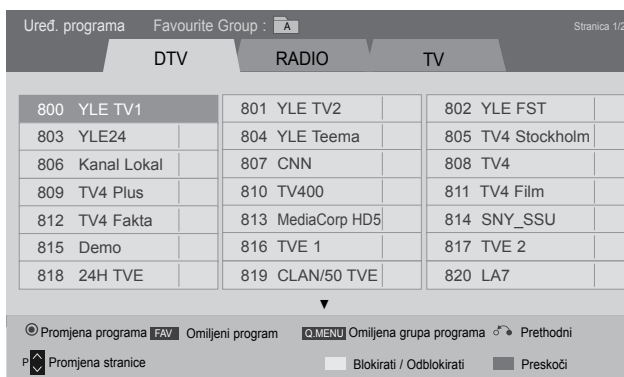 Uređ. programa Favourite Group : A Stranica 1/2
DTV RADIO TV
800 YLE TV1 801 YLE TV2 802 YLE FST
803 YLE24 804 YLE Teema 805 TV4 Stockholm
806 Kanal Lokal 807 CNN 808 TV4
809 TV4 Plus 810 TV400 811 TV4 Film
812 TV4 Fakta 813 MediaCorp HD5 814 SNY_SSU
815 Demo 816 TVE 1 817 TVE 2
818 24H TVE 819 CLAN/50 TVE 820 LA7
Promjena programa FAV Omiljeni program Q.MENU Omiljena grupa programa Prethodni
P Promjena stranice Blokirati / Odblokirati Preskoči